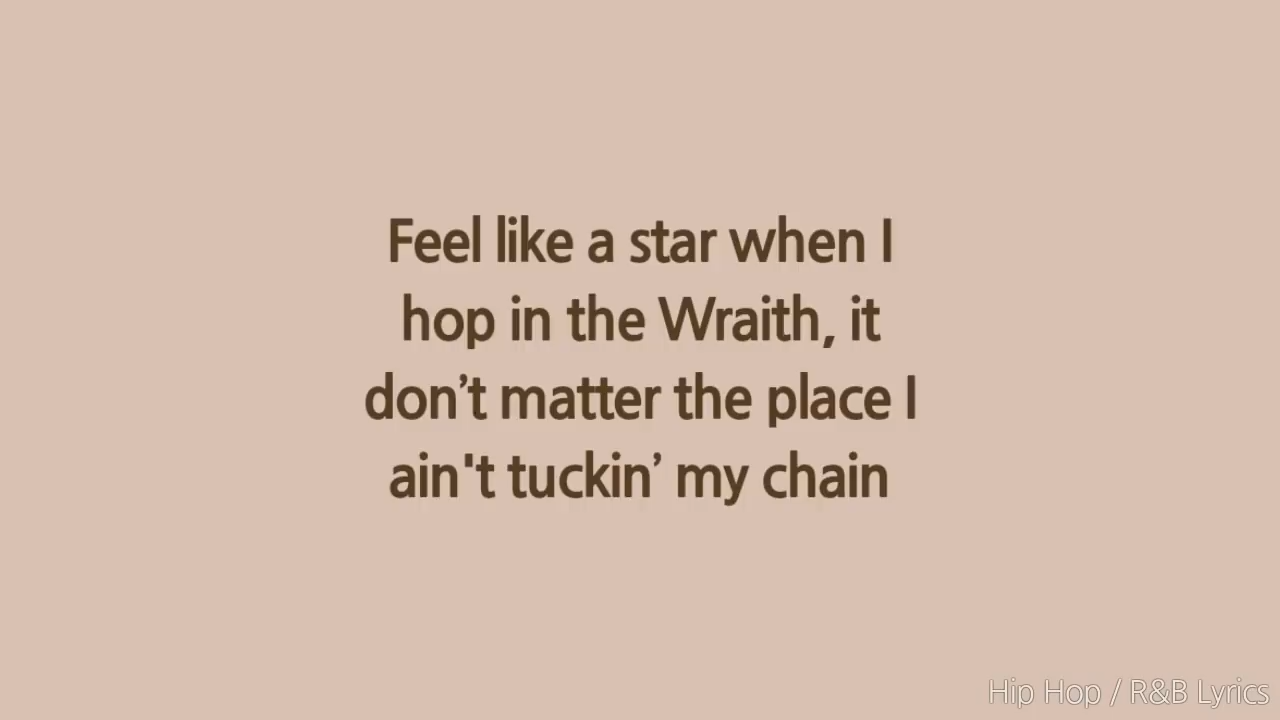 Feel like a star when I
hop in the Wraith, it
don’t matter the place I
ain't tuckin’ my chain
Hip Hop / R&B Lyrics